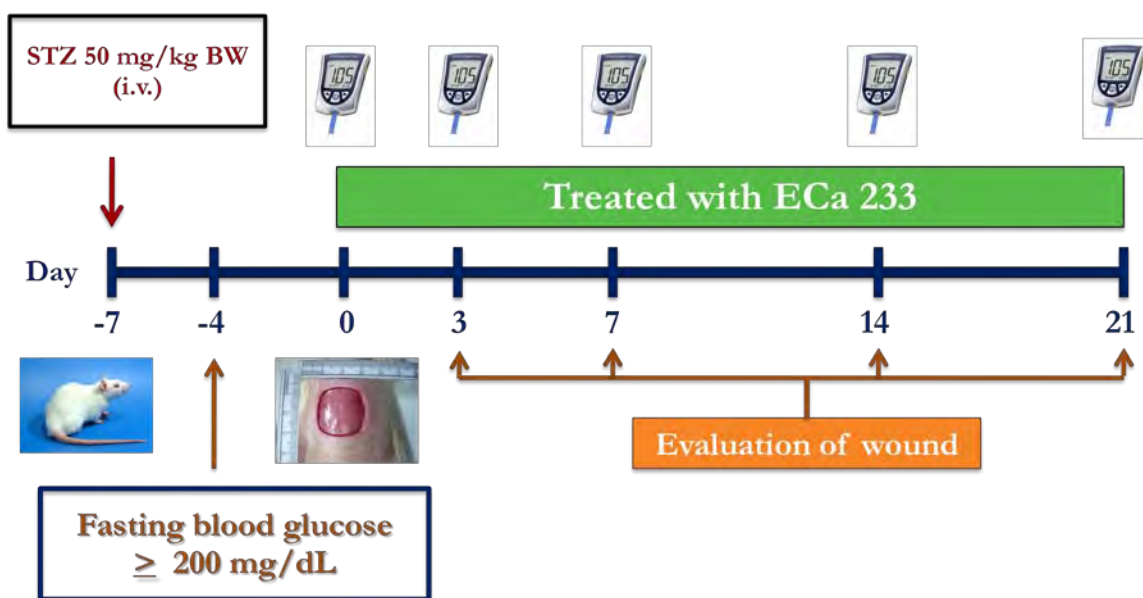 STZ 50 mg/kg BW
(i.v.)
105
105
105
105
105
Treated with ECa 233
Day
-7
-4
0
3
7
14
21
Evaluation of wound
Fasting blood glucose
≥ 200 mg/dL